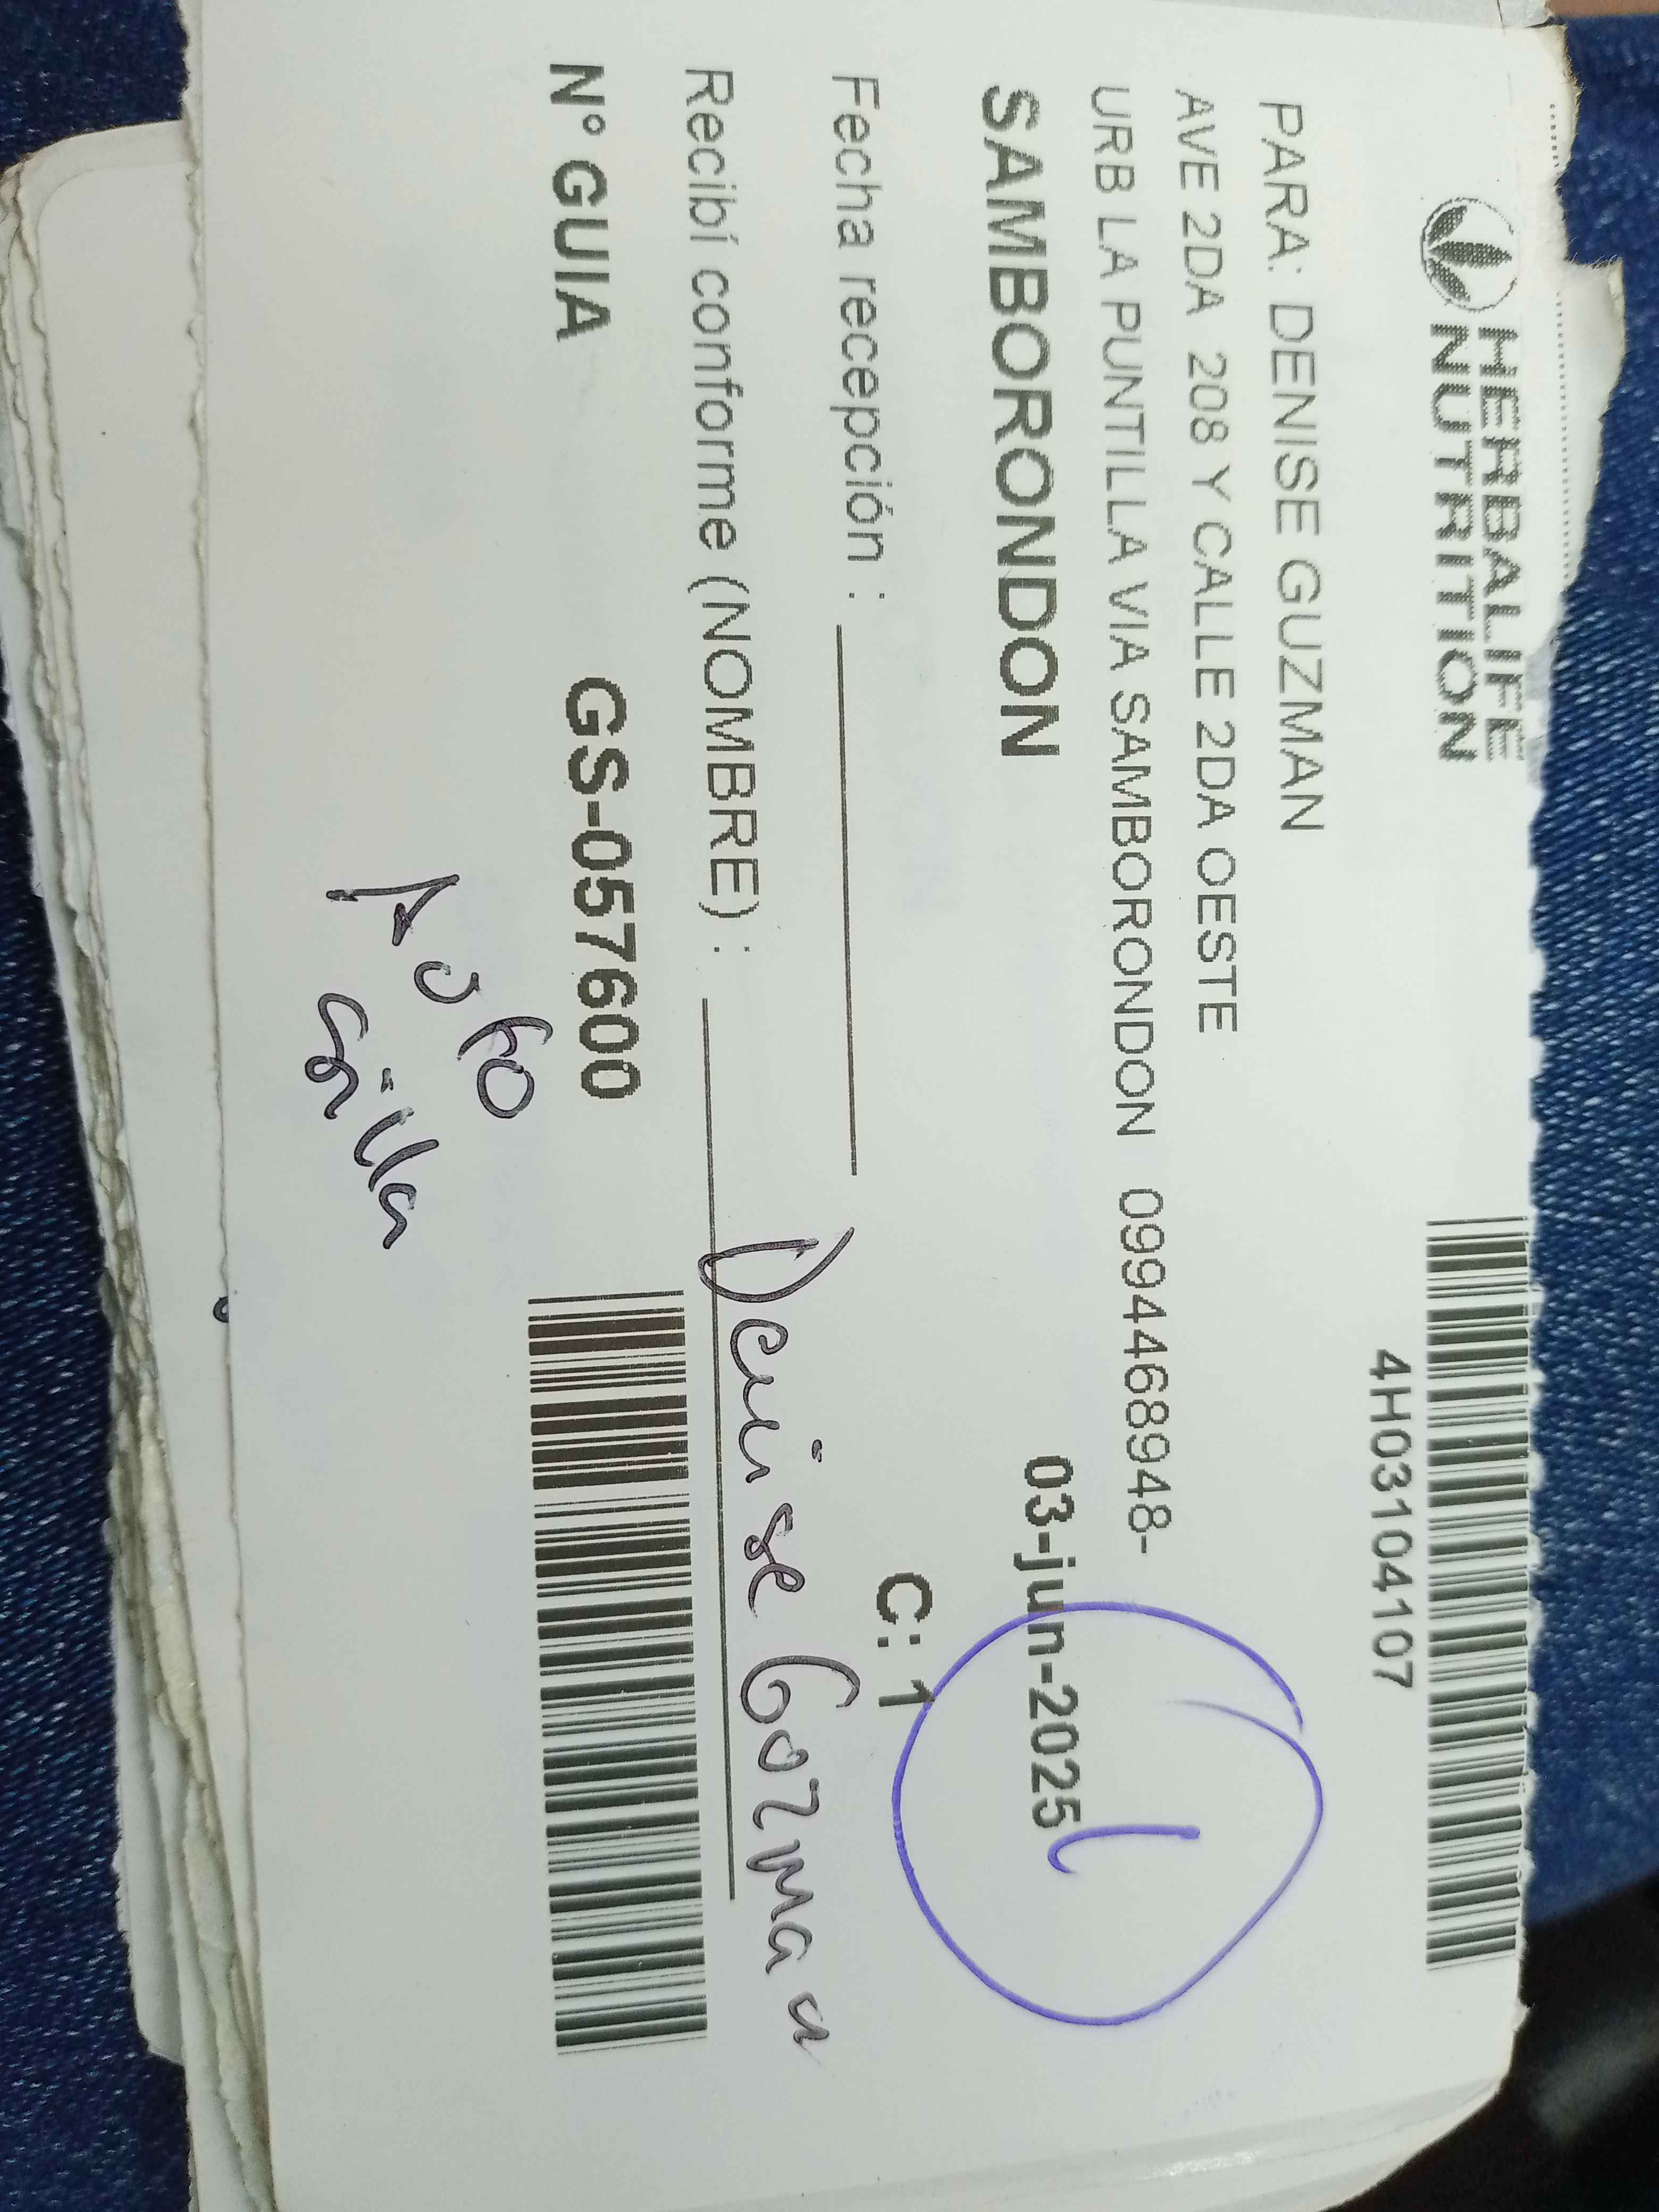 HERBALIFE
NUTRITION
4H03104107
PARA: DENISE GUZMAN
AVE 2DA 208 Y CALLE 2DA OESTE
URB LA PUNTILLA VIA SAMBORONDON 0994468948-
SAMBORONDON 03-jun-2025
C: 1
Fecha recepción :
Recibí conforme (NOMBRE) : Denise Gozman
N° GUIA GS-057600